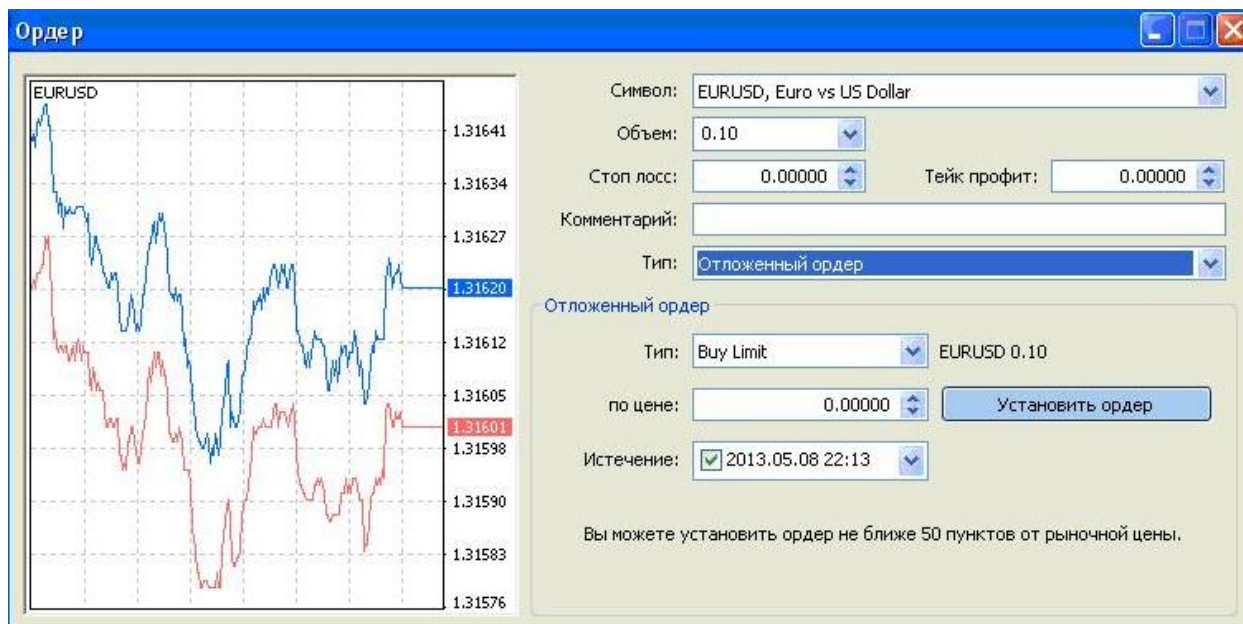 Ордер
EURUSD
1.31641
1.31634
1.31627
1.31620
1.31612
1.31605
1.31601
1.31598
1.31590
1.31583
1.31576
Символ: EURUSD, Euro vs US Dollar
Объем: 0.10
Стоп лосс: 0.00000 Тейк профит: 0.00000
Комментарий:
Тип: Отложенный ордер
Отложенный ордер
Тип: Buy Limit EURUSD 0.10
по цене: 0.00000 Установить ордер
Истечение: 2013.05.08 22:13
Вы можете установить ордер не ближе 50 пунктов от рыночной цены.